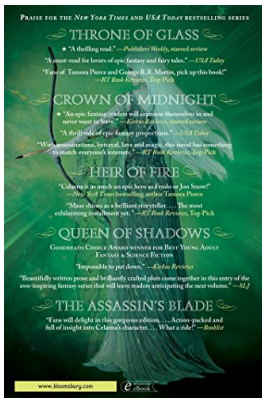 PRAISE FOR THE NEW YORK TIMES AND USA TODAY BESTSELLING SERIES
THRONE OF GLASS
★ "A thrilling read." —Publishers Weekly, starred review
"A must-read for lovers of epic fantasy and fairy tales." —USA Today
"Fans of Tamora Pierce and George R.R. Martin, pick up this book!"
—RT Book Reviews, Top Pick
CROWN OF MIDNIGHT
★ "An epic fantasy readers will immerse themselves in and
never want to leave." —Kirkus Reviews, starred review
"A thrill ride of epic fantasy proportions." —USA Today
"With assassinations, betrayal, love and magic, this novel has something
to match everyone's interests." —RT Book Reviews, Top Pick
HEIR OF FIRE
"Celaena is as much an epic hero as Frodo or Jon Snow!"
—New York Times bestselling author Tamora Pierce
"Maas shows as a brilliant storyteller. . . . The most
exhilarating installment yet." —RT Book Reviews, Top Pick
QUEEN OF SHADOWS
GOODREADS CHOICE AWARD WINNER FOR BEST YOUNG ADULT
FANTASY & SCIENCE FICTION
"Impossible to put down." —Kirkus Reviews
"Beautifully written prose and brilliantly crafted plots come together in this entry of the
awe-inspiring fantasy series that will leave readers anticipating the next volume." —SLJ
THE ASSASSIN'S BLADE
"Fans will delight in this gorgeous edition. . . . Action-packed and
full of insight into Celaena's character. . . . What a ride!" —Booklist
www.bloomsbury.com
eBook